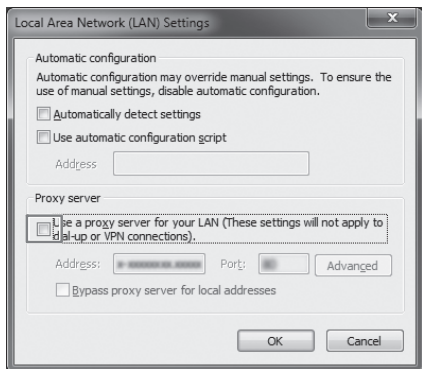 Local Area Network (LAN) Settings
x
Automatic configuration
Automatic configuration may override manual settings. To ensure the
use of manual settings, disable automatic configuration.
Automatically detect settings
Use automatic configuration script
Address
Proxy server
Use a proxy server for your LAN (These settings will not apply to
dial-up or VPN connections).
Address:
Port:
Advanced
Bypass proxy server for local addresses
OK
Cancel